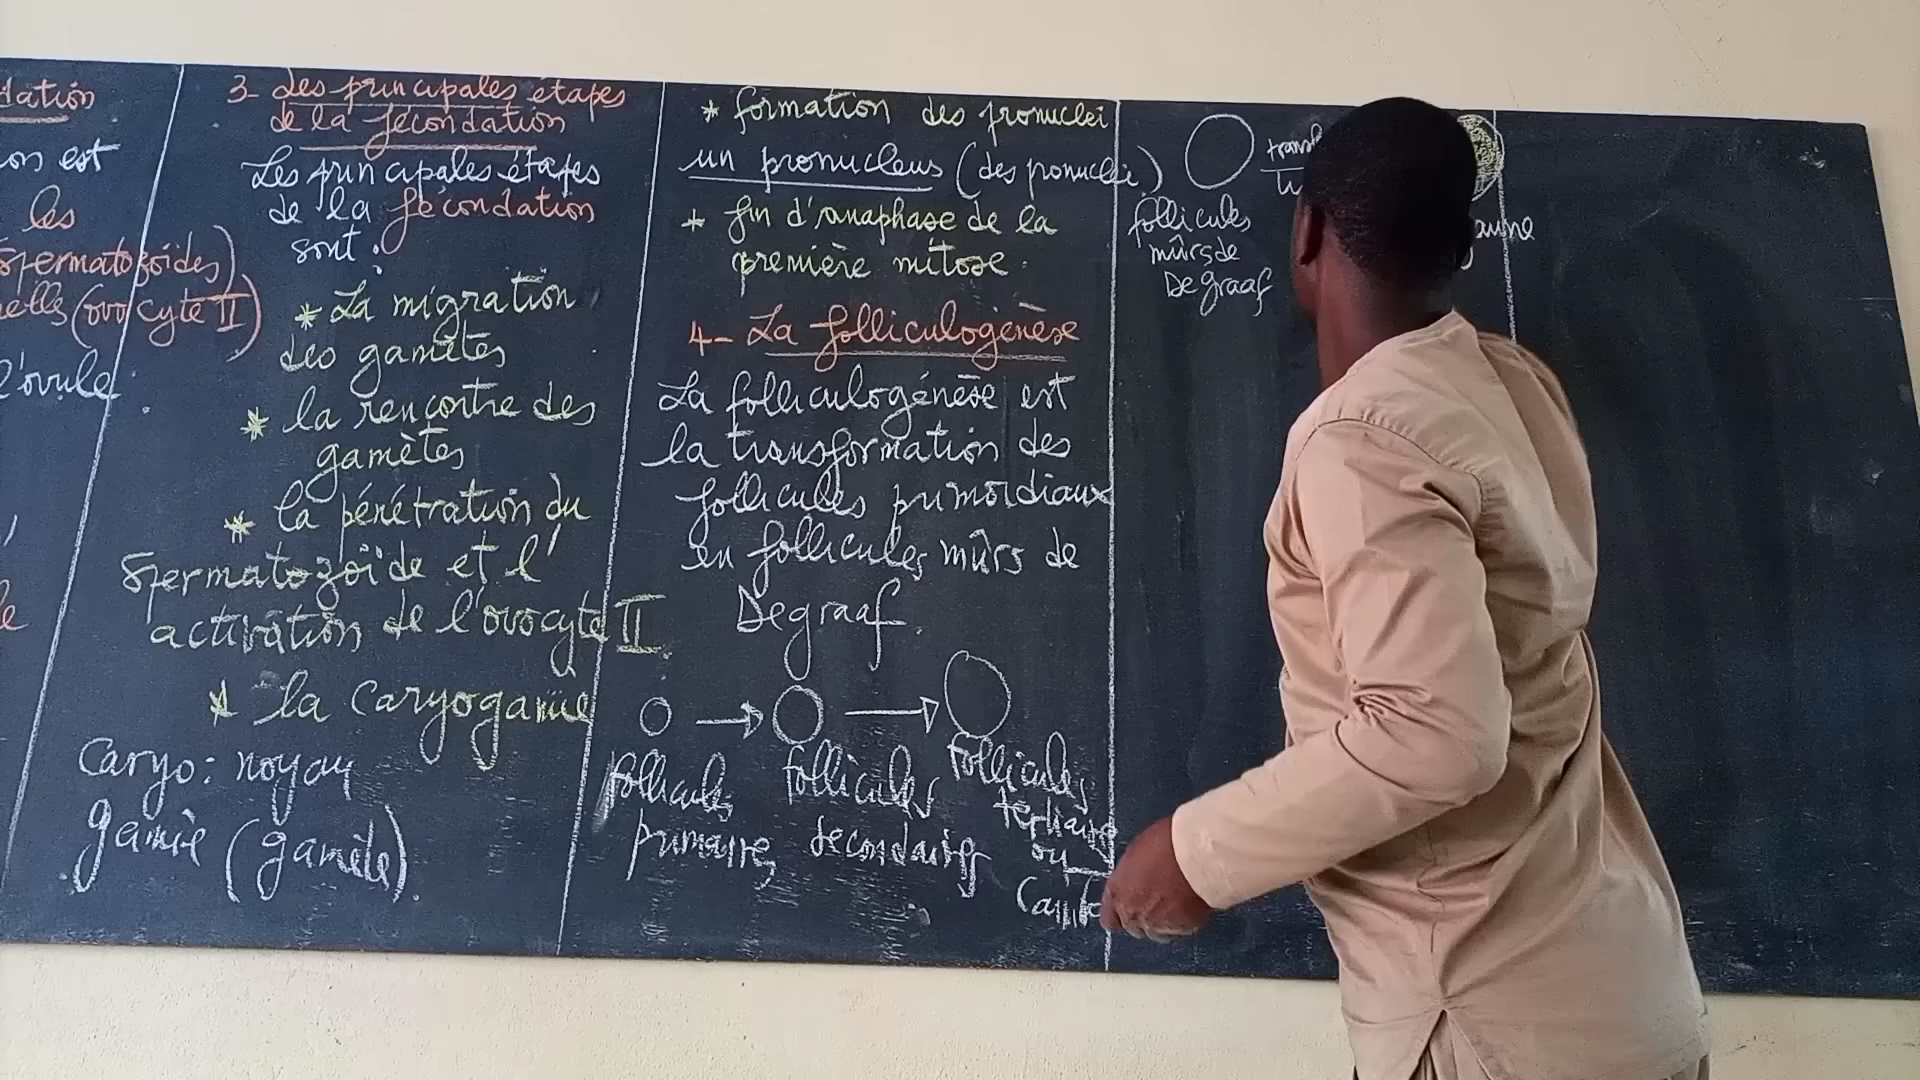 dation
on est
les
spermatozoïdes)
elles (ovocyte II)
l'ovule.
3- Les principales étapes
de la fécondation
Les principales étapes
de la fécondation
sont :
* La migration
des gamètes
* la rencontre des
gamètes
* la pénétration du
spermatozoïde et l'
activation de l'ovocyte II.
* la caryogamie
Caryo: noyau
gamie (gamète).
* formation des pronuclei
un pronucleus (des ponuclei)
* fin d'anaphase de la
première mitose.
4- La folliculogénèse
La folliculogénèse est
la transformation des
follicules primordiaux
en follicules mûrs de
Degraaf.
follicules
primaires
follicules
secondaires
follicules
tertiaires
ou
follicules
mûrs de
De graaf
aune